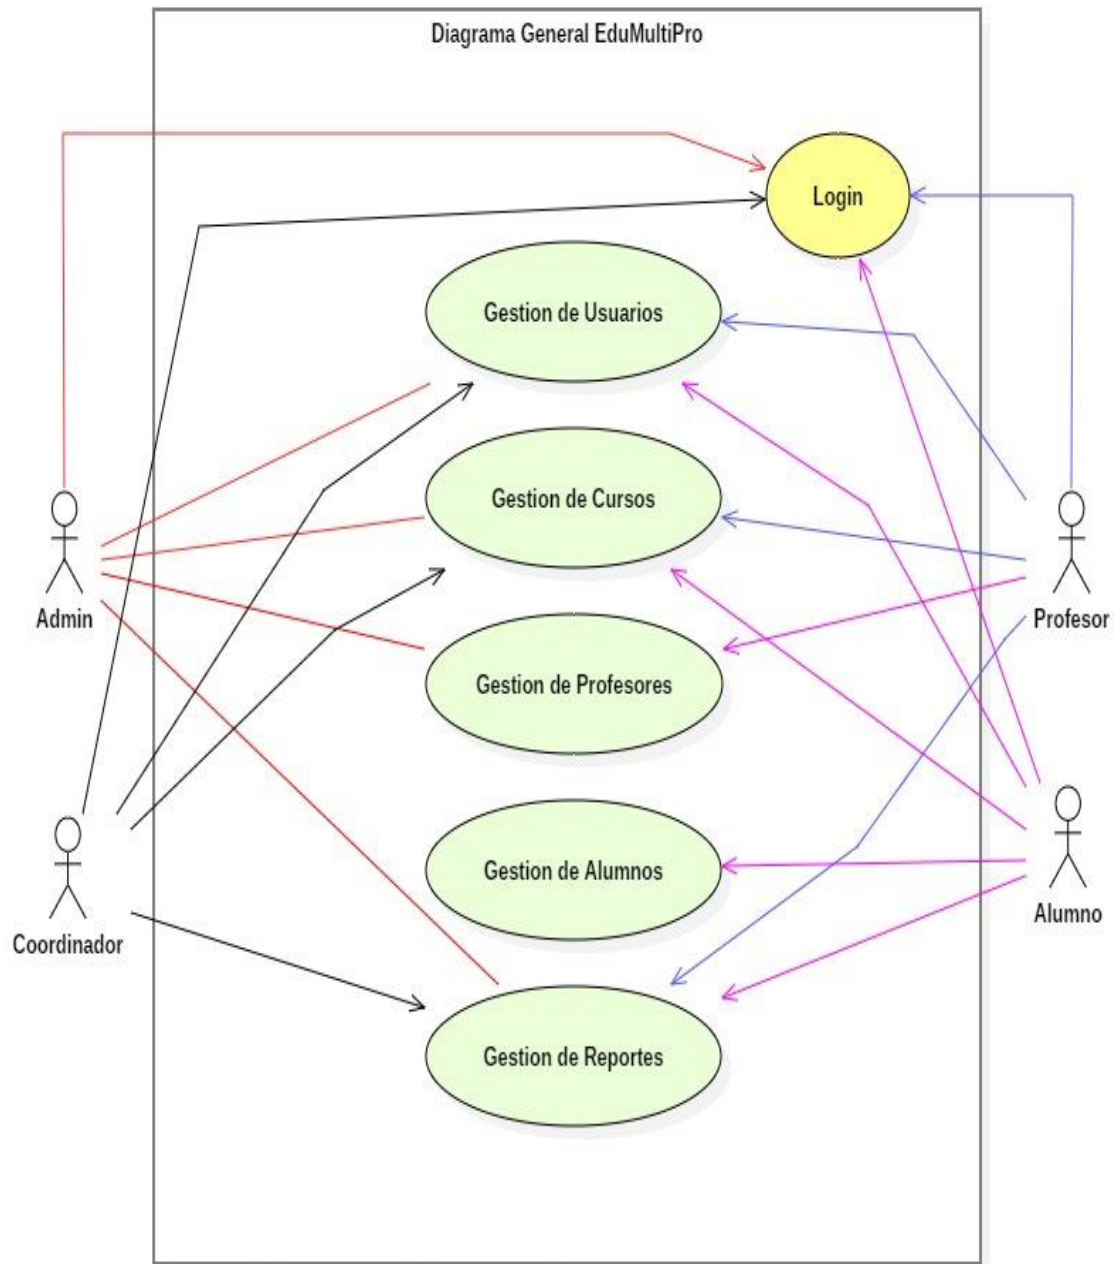 Diagrama General EduMultiPro
Login
Gestion de Usuarios
Gestion de Cursos
Admin
Profesor
Gestion de Profesores
Gestion de Alumnos
Alumno
Coordinador
Gestion de Reportes